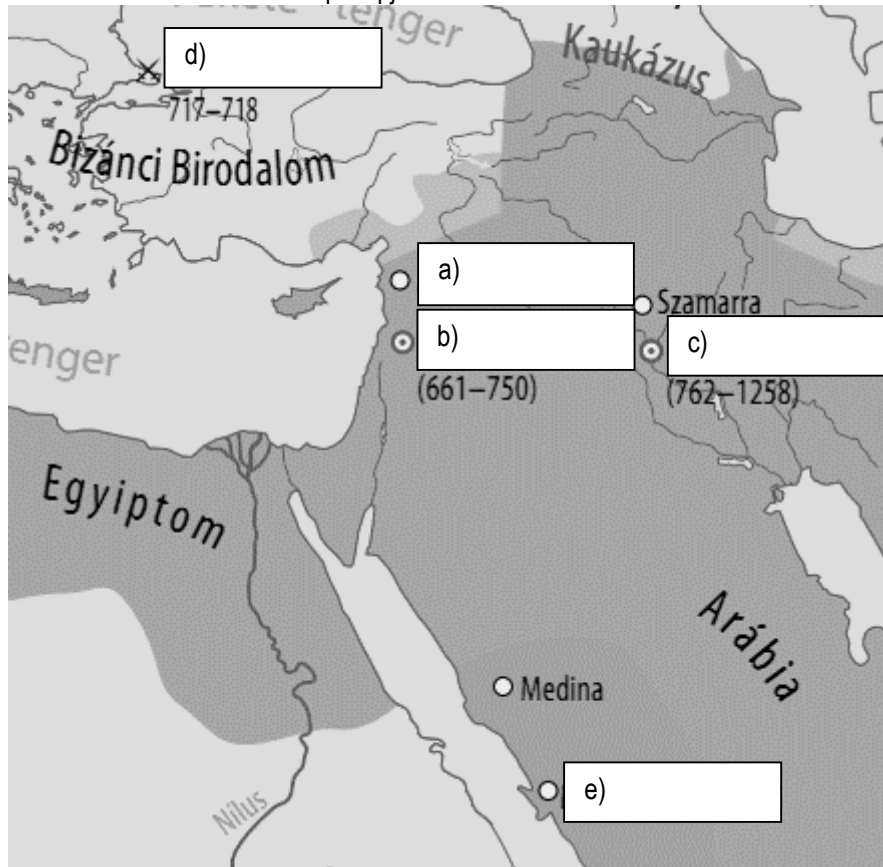 tenger
Kaukázus
d)
717–718
Bizánci Birodalom
a)
Szamarra
b)
c)
enger
(661–750)
(762–1258)
Egyiptom
Arábia
Medina
e)
Nílus